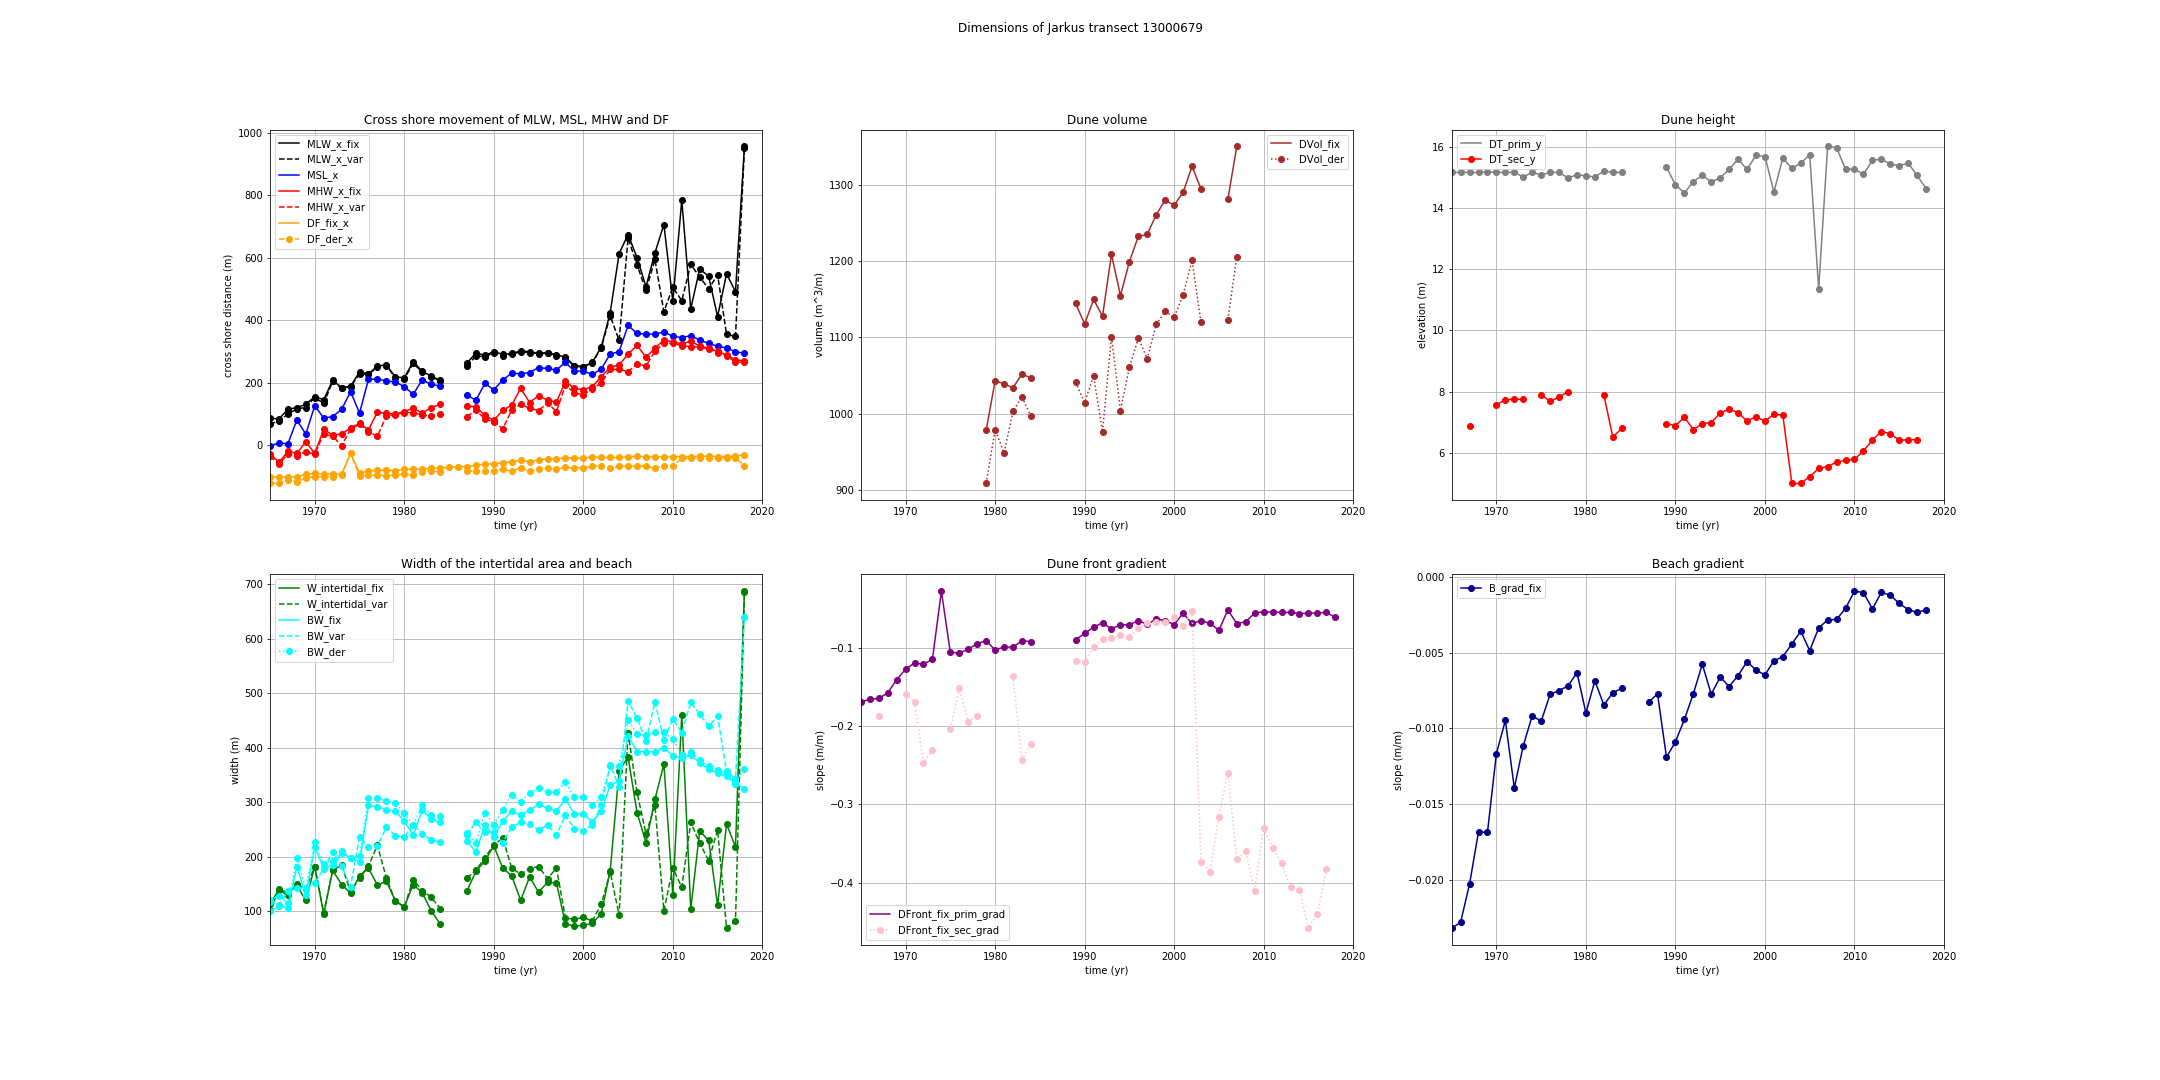 Dimensions of Jarkus transect 13000679
Cross shore movement of MLW, MSL, MHW and DF
cross shore distance (m)
1000
800
600
400
200
0
MLW_x_fix
MLW_x_var
MSL_x
MHW_x_fix
MHW_x_var
DF_fix_x
DF_der_x
1970 1980 1990 2000 2010 2020
time (yr)
Dune volume
volume (m^3/m)
1300
1200
1100
1000
900
DVol_fix
DVol_der
1970 1980 1990 2000 2010 2020
time (yr)
Dune height
elevation (m)
16
14
12
10
8
6
DT_prim_y
DT_sec_y
1970 1980 1990 2000 2010 2020
time (yr)
Width of the intertidal area and beach
width (m)
700
600
500
400
300
200
100
W_intertidal_fix
W_intertidal_var
BW_fix
BW_var
BW_der
1970 1980 1990 2000 2010 2020
time (yr)
Dune front gradient
slope (m/m)
−0.1
−0.2
−0.3
−0.4
DFront_fix_prim_grad
DFront_fix_sec_grad
1970 1980 1990 2000 2010 2020
time (yr)
Beach gradient
slope (m/m)
0.000
−0.005
−0.010
−0.015
−0.020
B_grad_fix
1970 1980 1990 2000 2010 2020
time (yr)